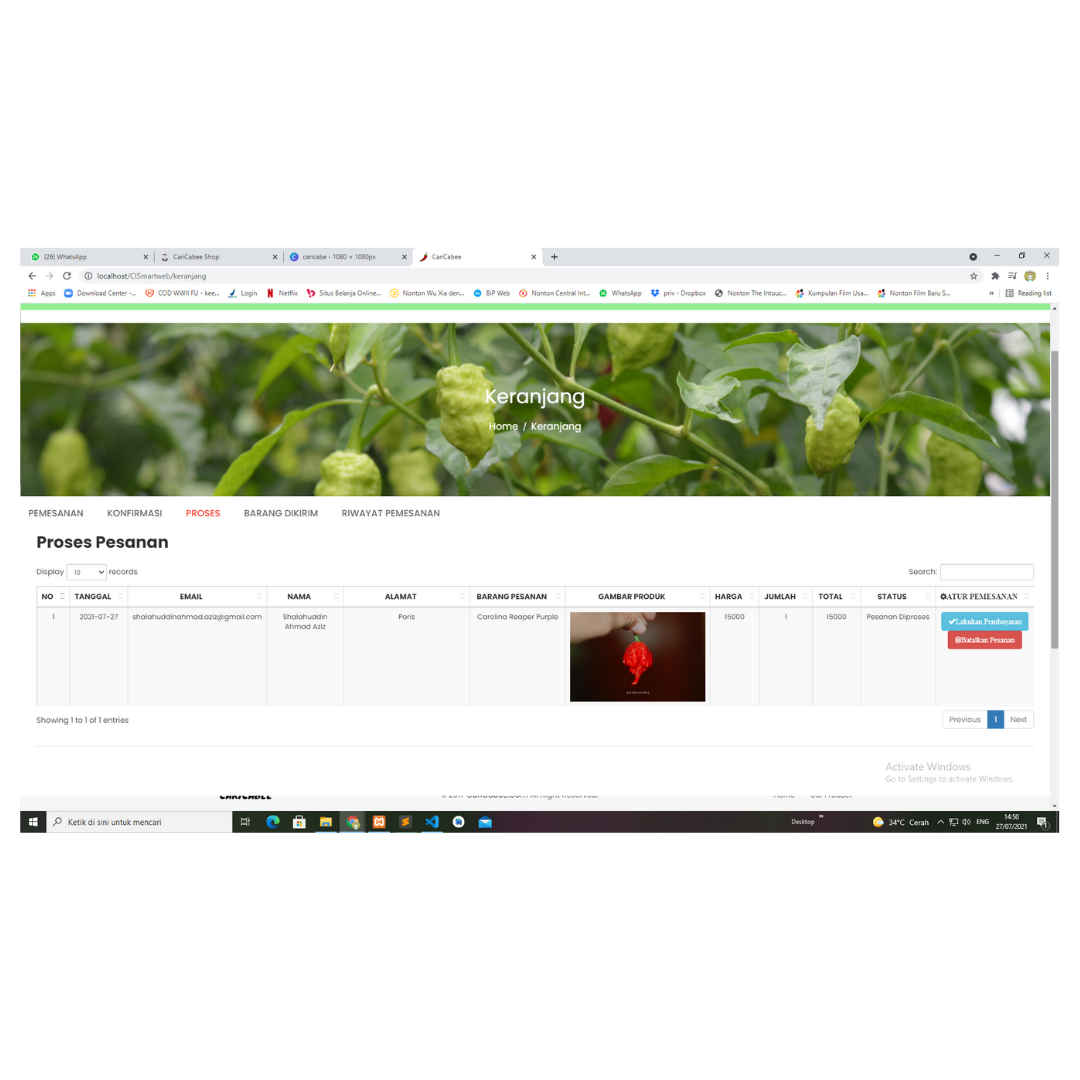 (26) WhatsApp
CariCabee Shop
caricabe - 1080 × 1080px
CariCabee
localhost/CISmartweb/keranjang
Apps
Download Center -...
COD WWII FU - kee...
Login
Netflix
Situs Belanja Online...
Nonton Wu Xia den...
BiP Web
Nonton Central Int...
WhatsApp
priv - Dropbox
Nonton The Intouc...
Kumpulan Film Usa...
Nonton Film Baru S...
»
Reading list
Keranjang
Home / Keranjang
PEMESANAN KONFIRMASI PROSES BARANG DIKIRIM RIWAYAT PEMESANAN
Proses Pesanan
Display 10 records
Search:
NO TANGGAL EMAIL NAMA ALAMAT BARANG PESANAN GAMBAR PRODUK HARGA JUMLAH TOTAL STATUS ATUR PEMESANAN
1 2021-07-27 shalahuddinahmad.aziz@gmail.com Shalahuddin Ahmad Aziz Poris Carolina Reaper Purple 15000 1 15000 Pesanan Diproses
Lakukan Pembayaran
Batalkan Pesanan
Showing 1 to 1 of 1 entries
Previous 1 Next
Activate Windows
Go to Settings to activate Windows.
Ketik di sini untuk mencari
Desktop
»
34°C Cerah
ENG
14:50
27/07/2021